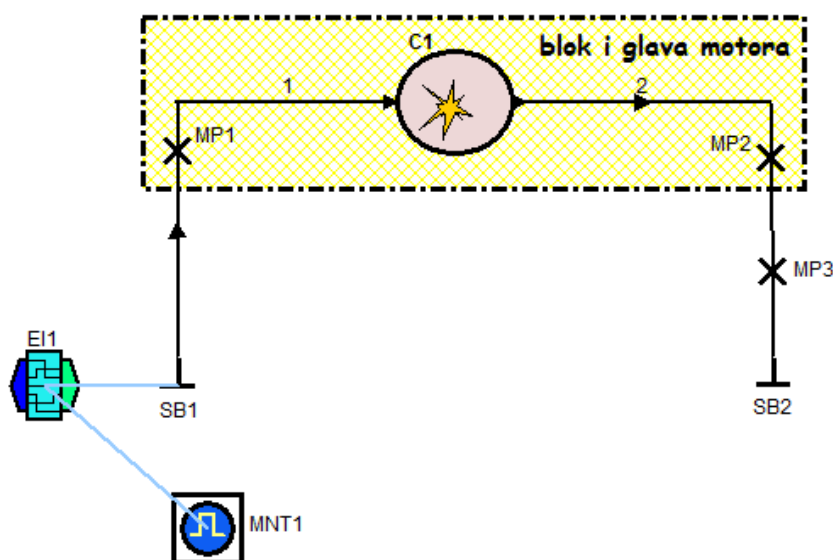 C1
blok i glava motora
1
2
MP1
MP2
MP3
EI1
SB1
SB2
MNT1